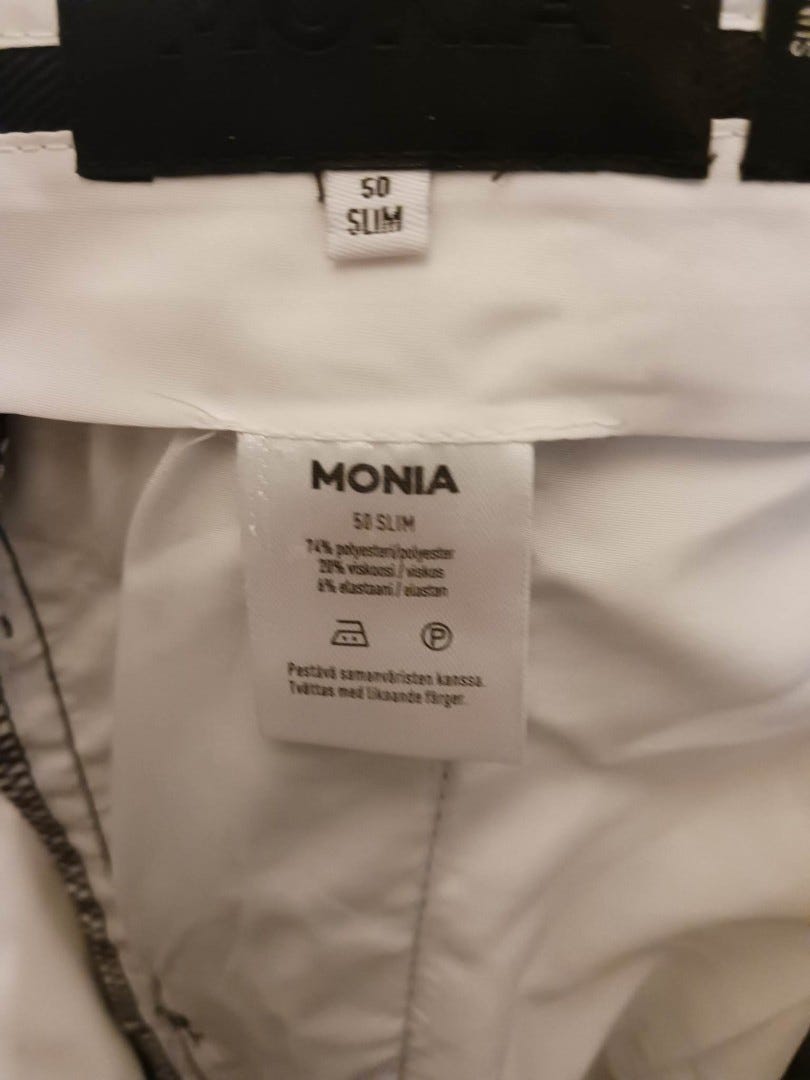 50
SLIM
MONIA
50 SLIM
74% polyesteri/polyester
20% viskoosi / viskos
6% elastaani / elastan
P
Pestävä samanväristen kanssa.
Tvättas med liknande färger.